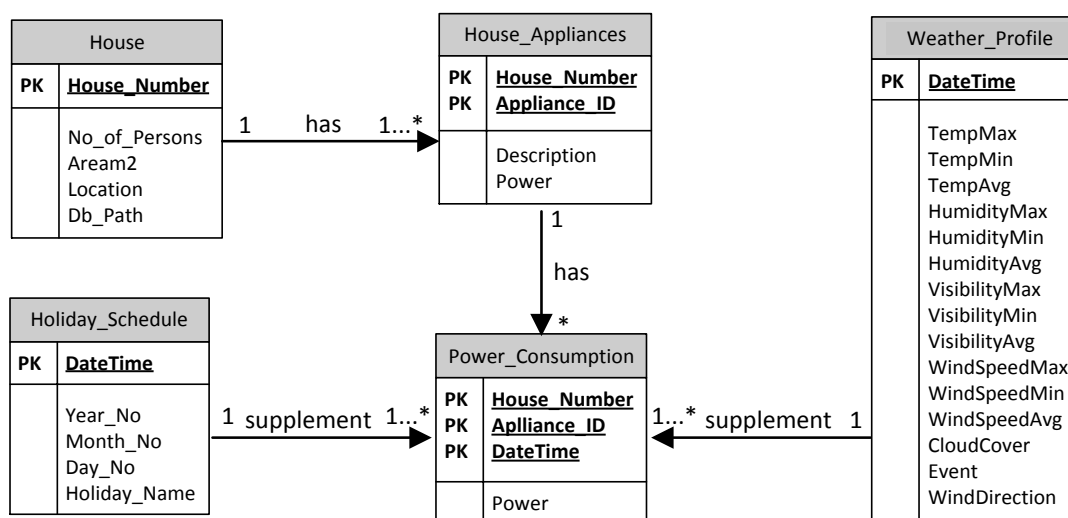 House
PK House_Number
No_of_Persons
Aream2
Location
Db_Path
1 has 1...*
House_Appliances
PK House_Number
PK Appliance_ID
Description
Power
1
has
*
Weather_Profile
PK DateTime
TempMax
TempMin
TempAvg
HumidityMax
HumidityMin
HumidityAvg
VisibilityMax
VisibilityMin
VisibilityAvg
WindSpeedMax
WindSpeedMin
WindSpeedAvg
CloudCover
Event
WindDirection
Holiday_Schedule
PK DateTime
Year_No
Month_No
Day_No
Holiday_Name
1 supplement 1...*
Power_Consumption
PK House_Number
PK Aplliance_ID
PK DateTime
Power
1...* supplement 1